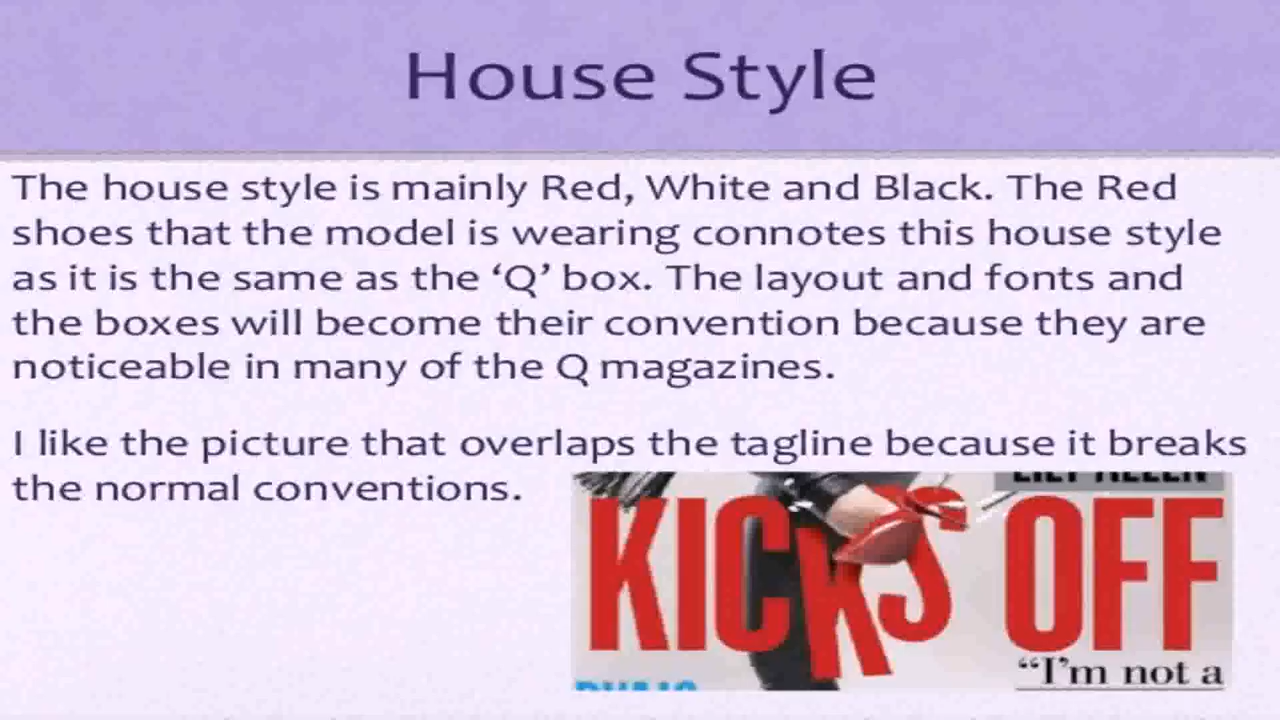 House Style
The house style is mainly Red, White and Black. The Red
shoes that the model is wearing connotes this house style
as it is the same as the ‘Q’ box. The layout and fonts and
the boxes will become their convention because they are
noticeable in many of the Q magazines.
I like the picture that overlaps the tagline because it breaks
the normal conventions.
KICKS OFF
“I’m not a